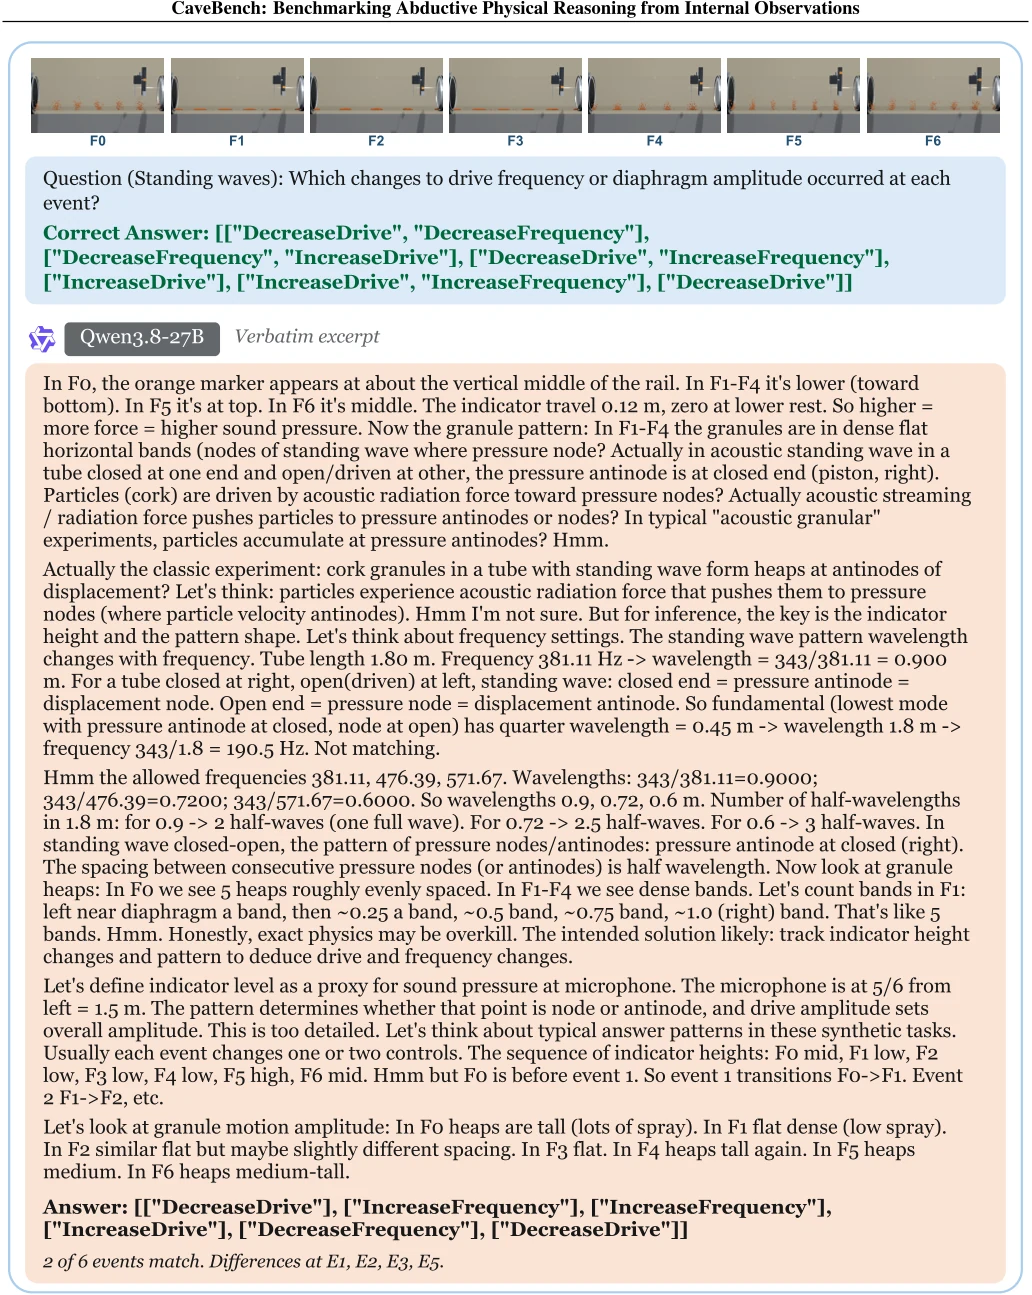 CaveBench: Benchmarking Abductive Physical Reasoning from Internal Observations
F0 F1 F2 F3 F4 F5 F6
Question (Standing waves): Which changes to drive frequency or diaphragm amplitude occurred at each
event?
Correct Answer: [["DecreaseDrive", "DecreaseFrequency"],
["DecreaseFrequency", "IncreaseDrive"], ["DecreaseDrive", "IncreaseFrequency"],
["IncreaseDrive"], ["IncreaseDrive", "IncreaseFrequency"], ["DecreaseDrive"]]
Qwen3.8-27B Verbatim excerpt
In F0, the orange marker appears at about the vertical middle of the rail. In F1-F4 it's lower (toward
bottom). In F5 it's at top. In F6 it's middle. The indicator travel 0.12 m, zero at lower rest. So higher =
more force = higher sound pressure. Now the granule pattern: In F1-F4 the granules are in dense flat
horizontal bands (nodes of standing wave where pressure node? Actually in acoustic standing wave in a
tube closed at one end and open/driven at other, the pressure antinode is at closed end (piston, right).
Particles (cork) are driven by acoustic radiation force toward pressure nodes? Actually acoustic streaming
/ radiation force pushes particles to pressure antinodes or nodes? In typical "acoustic granular"
experiments, particles accumulate at pressure antinodes? Hmm.
Actually the classic experiment: cork granules in a tube with standing wave form heaps at antinodes of
displacement? Let's think: particles experience acoustic radiation force that pushes them to pressure
nodes (where particle velocity antinodes). Hmm I'm not sure. But for inference, the key is the indicator
height and the pattern shape. Let's think about frequency settings. The standing wave pattern wavelength
changes with frequency. Tube length 1.80 m. Frequency 381.11 Hz -> wavelength = 343/381.11 = 0.900
m. For a tube closed at right, open(driven) at left, standing wave: closed end = pressure antinode =
displacement node. Open end = pressure node = displacement antinode. So fundamental (lowest mode
with pressure antinode at closed, node at open) has quarter wavelength = 0.45 m -> wavelength 1.8 m ->
frequency 343/1.8 = 190.5 Hz. Not matching.
Hmm the allowed frequencies 381.11, 476.39, 571.67. Wavelengths: 343/381.11=0.9000;
343/476.39=0.7200; 343/571.67=0.6000. So wavelengths 0.9, 0.72, 0.6 m. Number of half-wavelengths
in 1.8 m: for 0.9 -> 2 half-waves (one full wave). For 0.72 -> 2.5 half-waves. For 0.6 -> 3 half-waves. In
standing wave closed-open, the pattern of pressure nodes/antinodes: pressure antinode at closed (right).
The spacing between consecutive pressure nodes (or antinodes) is half wavelength. Now look at granule
heaps: In F0 we see 5 heaps roughly evenly spaced. In F1-F4 we see dense bands. Let's count bands in F1:
left near diaphragm a band, then ~0.25 a band, ~0.5 band, ~0.75 band, ~1.0 (right) band. That's like 5
bands. Hmm. Honestly, exact physics may be overkill. The intended solution likely: track indicator height
changes and pattern to deduce drive and frequency changes.
Let's define indicator level as a proxy for sound pressure at microphone. The microphone is at 5/6 from
left = 1.5 m. The pattern determines whether that point is node or antinode, and drive amplitude sets
overall amplitude. This is too detailed. Let's think about typical answer patterns in these synthetic tasks.
Usually each event changes one or two controls. The sequence of indicator heights: F0 mid, F1 low, F2
low, F3 low, F4 low, F5 high, F6 mid. Hmm but F0 is before event 1. So event 1 transitions F0->F1. Event
2 F1->F2, etc.
Let's look at granule motion amplitude: In F0 heaps are tall (lots of spray). In F1 flat dense (low spray).
In F2 similar flat but maybe slightly different spacing. In F3 flat. In F4 heaps tall again. In F5 heaps
medium. In F6 heaps medium-tall.
Answer: [["DecreaseDrive"], ["IncreaseFrequency"], ["IncreaseFrequency"],
["IncreaseDrive"], ["DecreaseFrequency"], ["DecreaseDrive"]]
2 of 6 events match. Differences at E1, E2, E3, E5.